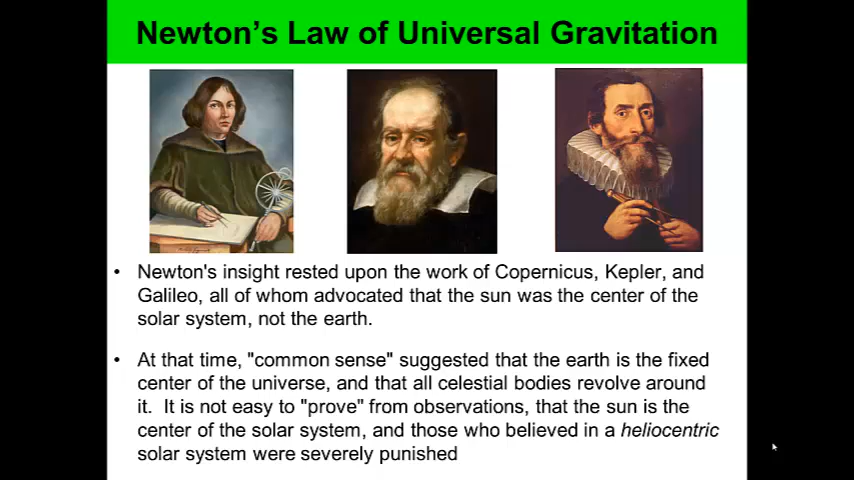 Newton's Law of Universal Gravitation
• Newton's insight rested upon the work of Copernicus, Kepler, and
Galileo, all of whom advocated that the sun was the center of the
solar system, not the earth.
• At that time, "common sense" suggested that the earth is the fixed
center of the universe, and that all celestial bodies revolve around
it.  It is not easy to "prove" from observations, that the sun is the
center of the solar system, and those who believed in a heliocentric
solar system were severely punished